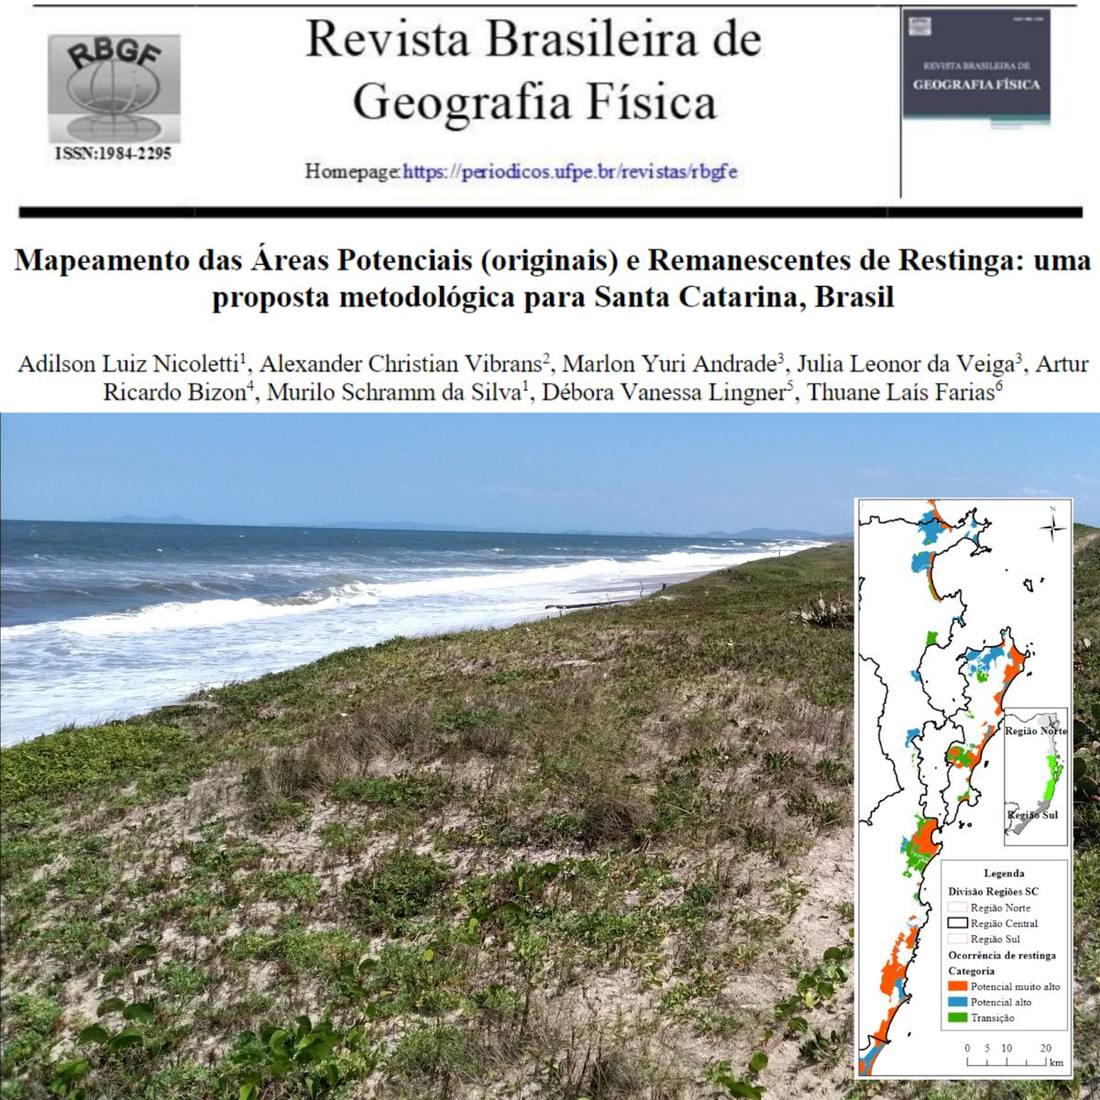 RBGF
ISSN:1984-2295
Revista Brasileira de
Geografia Física
Homepage:https://periodicos.ufpe.br/revistas/rbgfe
REVISTA BRASILEIRA DE
GEOGRAFIA FÍSICA
Mapeamento das Áreas Potenciais (originais) e Remanescentes de Restinga: uma
proposta metodológica para Santa Catarina, Brasil
Adilson Luiz Nicoletti1, Alexander Christian Vibrans2, Marlon Yuri Andrade3, Julia Leonor da Veiga3, Artur
Ricardo Bizon4, Murilo Schramm da Silva1, Débora Vanessa Lingner5, Thuane Laís Farias6
N
Região Norte
Região Sul
Legenda
Divisão Regiões SC
Região Norte
Região Central
Região Sul
Ocorrência de restinga
Categoria
Potencial muito alto
Potencial alto
Transição
0 5 10 20
km